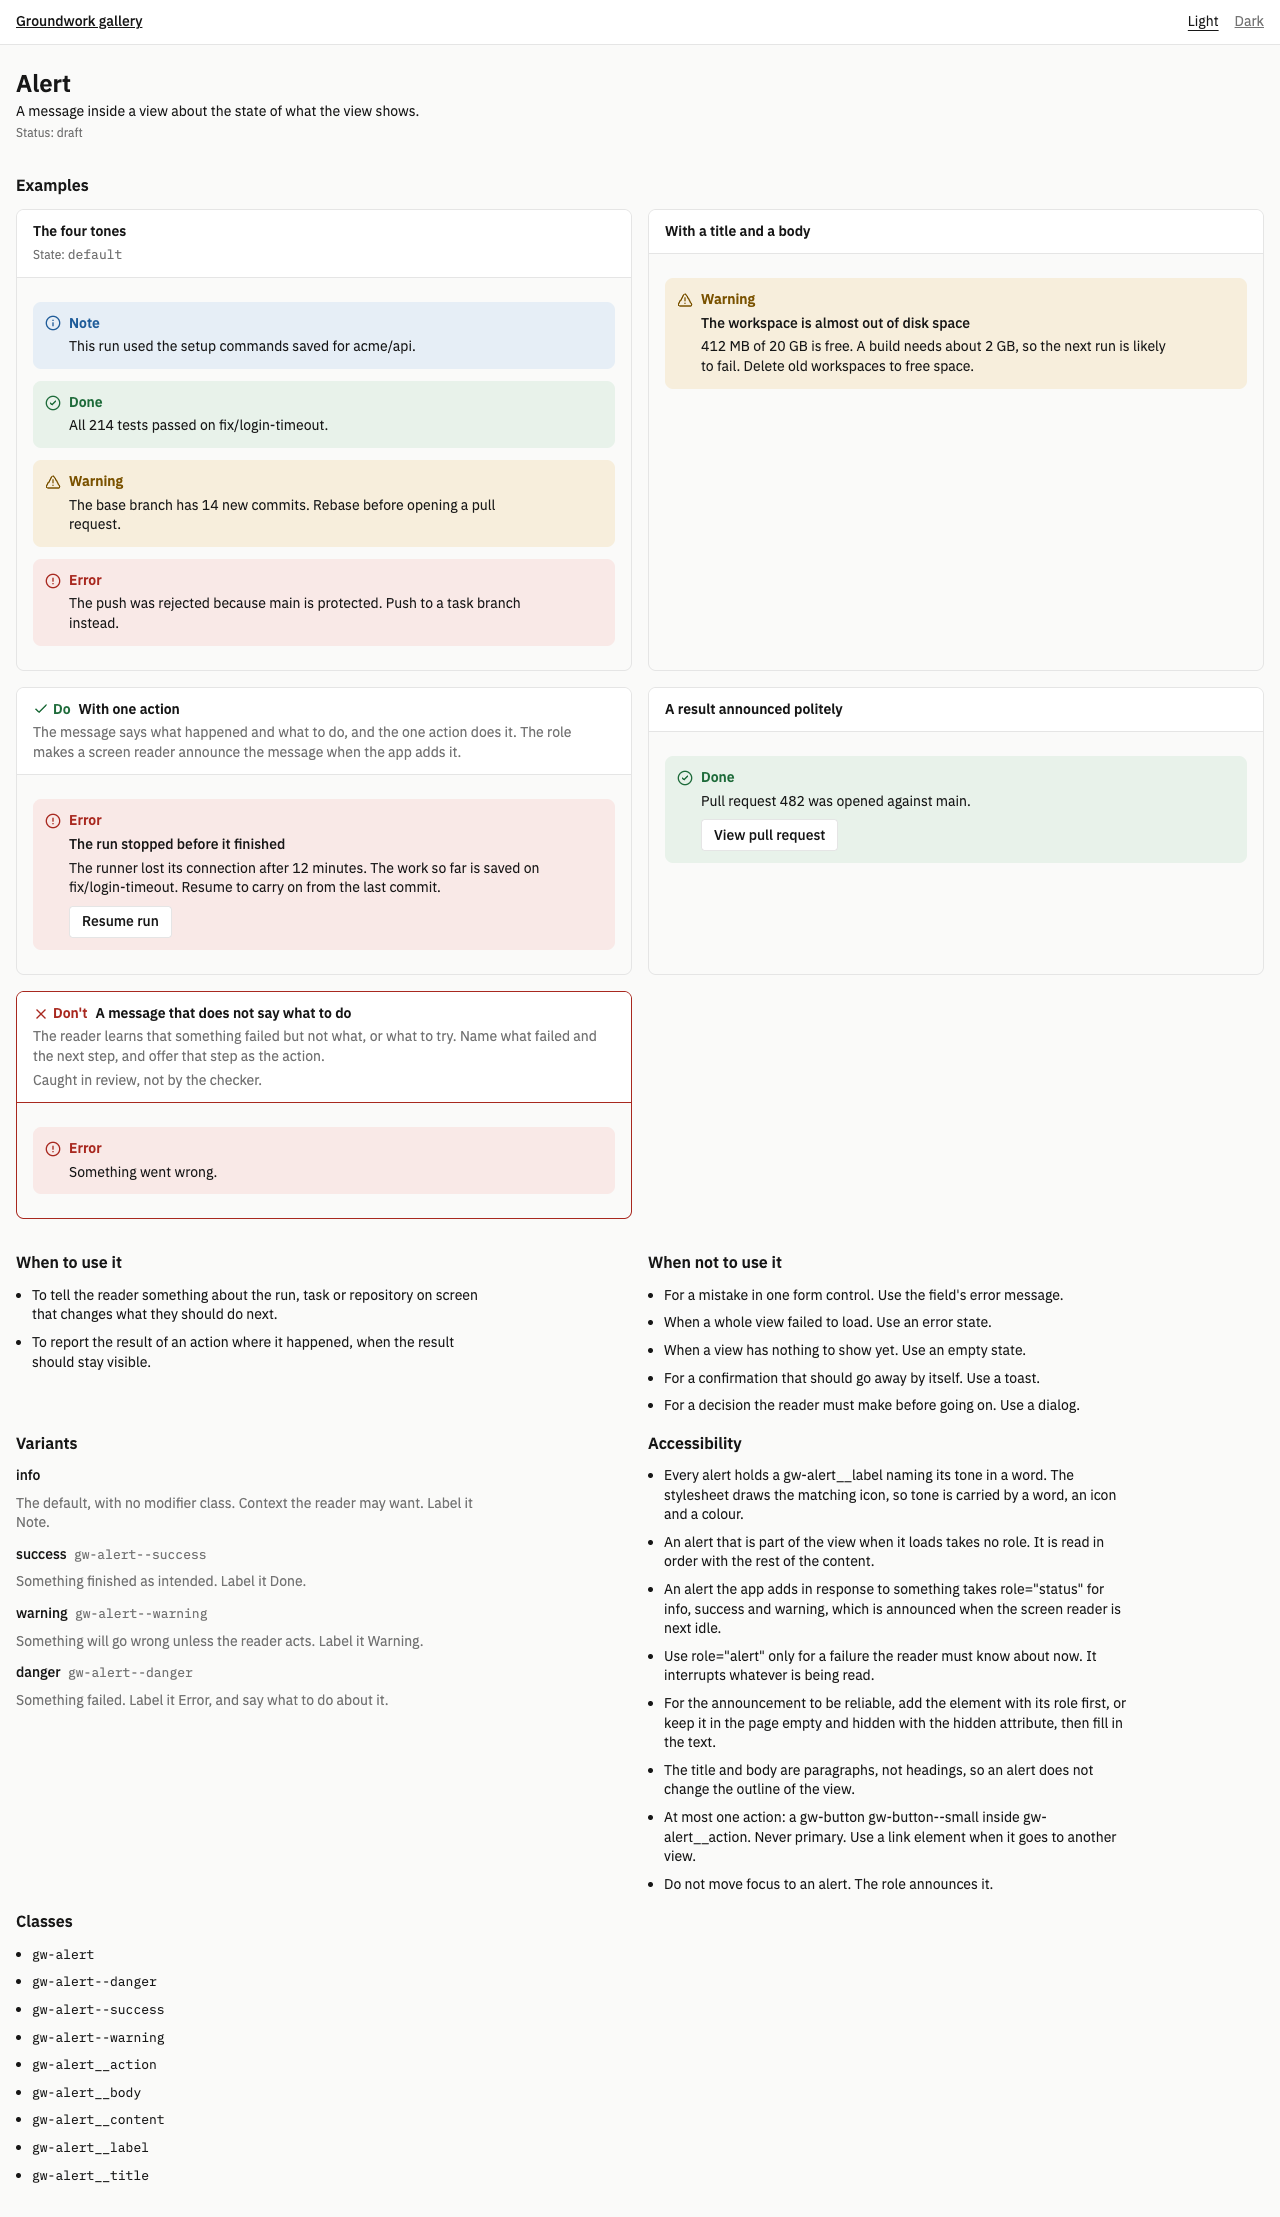 Groundwork gallery
Light Dark
Alert
A message inside a view about the state of what the view shows.
Status: draft
Examples
The four tones
State: default
Note
This run used the setup commands saved for acme/api.
Done
All 214 tests passed on fix/login-timeout.
Warning
The base branch has 14 new commits. Rebase before opening a pull
request.
Error
The push was rejected because main is protected. Push to a task branch
instead.
With a title and a body
Warning
The workspace is almost out of disk space
412 MB of 20 GB is free. A build needs about 2 GB, so the next run is likely
to fail. Delete old workspaces to free space.
Do With one action
The message says what happened and what to do, and the one action does it. The role
makes a screen reader announce the message when the app adds it.
Error
The run stopped before it finished
The runner lost its connection after 12 minutes. The work so far is saved on
fix/login-timeout. Resume to carry on from the last commit.
Resume run
A result announced politely
Done
Pull request 482 was opened against main.
View pull request
Don't A message that does not say what to do
The reader learns that something failed but not what, or what to try. Name what failed and
the next step, and offer that step as the action.
Caught in review, not by the checker.
Error
Something went wrong.
When to use it
To tell the reader something about the run, task or repository on screen
that changes what they should do next.
To report the result of an action where it happened, when the result
should stay visible.
When not to use it
For a mistake in one form control. Use the field's error message.
When a whole view failed to load. Use an error state.
When a view has nothing to show yet. Use an empty state.
For a confirmation that should go away by itself. Use a toast.
For a decision the reader must make before going on. Use a dialog.
Variants
info
The default, with no modifier class. Context the reader may want. Label it
Note.
success gw-alert--success
Something finished as intended. Label it Done.
warning gw-alert--warning
Something will go wrong unless the reader acts. Label it Warning.
danger gw-alert--danger
Something failed. Label it Error, and say what to do about it.
Accessibility
Every alert holds a gw-alert__label naming its tone in a word. The
stylesheet draws the matching icon, so tone is carried by a word, an icon
and a colour.
An alert that is part of the view when it loads takes no role. It is read in
order with the rest of the content.
An alert the app adds in response to something takes role="status" for
info, success and warning, which is announced when the screen reader is
next idle.
Use role="alert" only for a failure the reader must know about now. It
interrupts whatever is being read.
For the announcement to be reliable, add the element with its role first, or
keep it in the page empty and hidden with the hidden attribute, then fill in
the text.
The title and body are paragraphs, not headings, so an alert does not
change the outline of the view.
At most one action: a gw-button gw-button--small inside gw-
alert__action. Never primary. Use a link element when it goes to another
view.
Do not move focus to an alert. The role announces it.
Classes
gw-alert
gw-alert--danger
gw-alert--success
gw-alert--warning
gw-alert__action
gw-alert__body
gw-alert__content
gw-alert__label
gw-alert__title